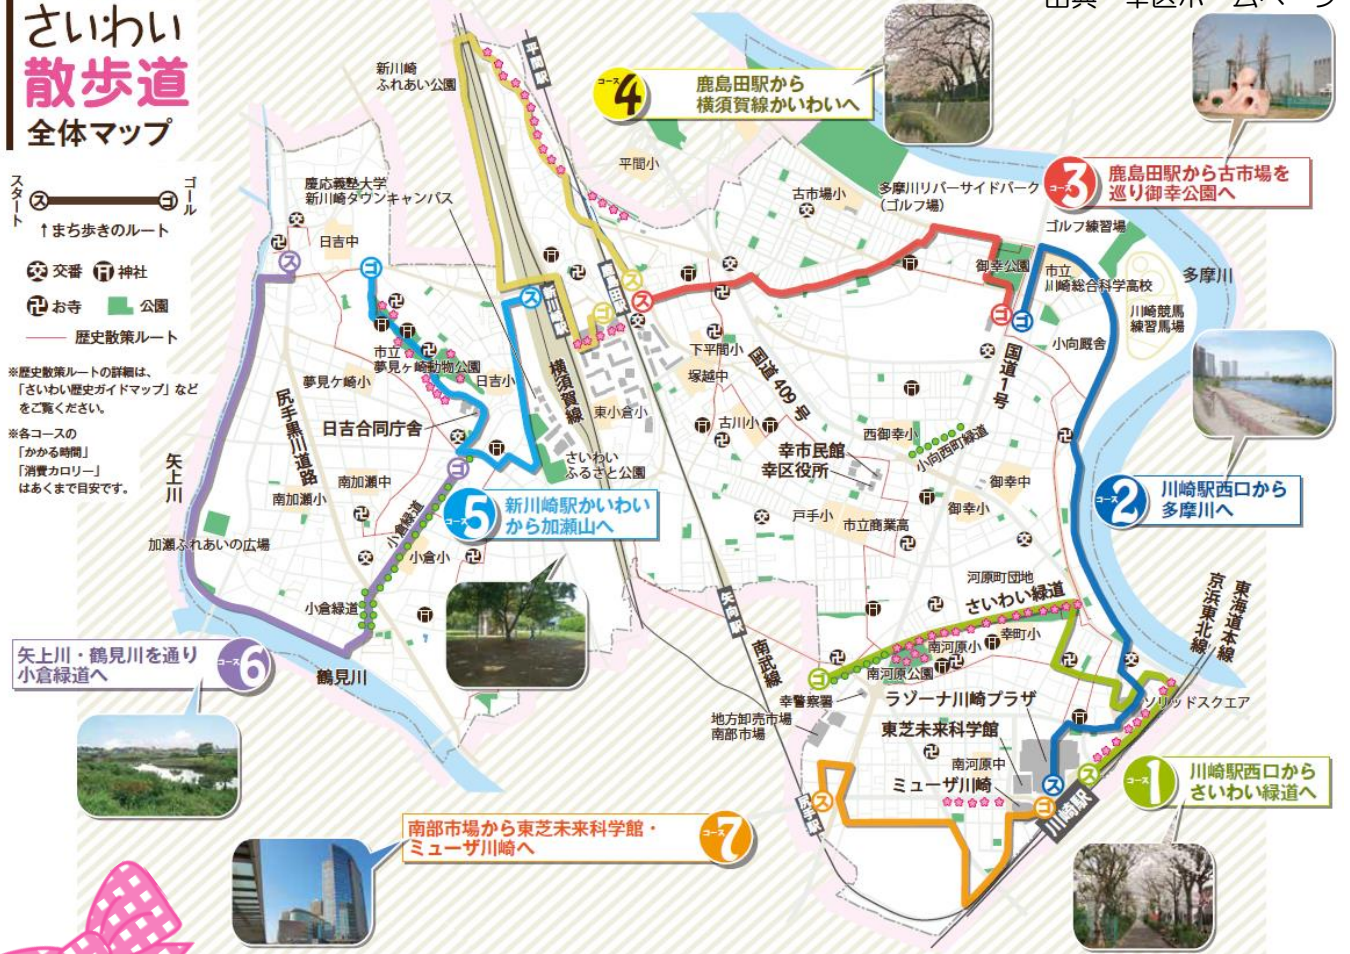 出典 幸区ホームページ
さいわい
散歩道
全体マップ
スタート
ス
ゴ
ゴール
↑まち歩きのルート
交 交番
神社
卍 お寺
公園
歴史散策ルート
※歴史散策ルートの詳細は、
「さいわい歴史ガイドマップ」など
をご覧ください。
※各コースの
「かかる時間」
「消費カロリー」
はあくまで目安です。
新川崎
ふれあい公園
平間駅
コース4
鹿島田駅から
横須賀線かいわいへ
平間小
古市場小
多摩川リバーサイドパーク
(ゴルフ場)
コース3
鹿島田駅から古市場を
巡り御幸公園へ
ゴルフ練習場
慶応義塾大学
新川崎タウンキャンパス
日吉中
御幸公園
市立
川崎総合科学高校
多摩川
川崎競馬
練習馬場
小向厩舎
鹿島田駅
新川崎駅
横須賀線
下平間小
塚越中
国道409号
国道1号
市立
夢見ヶ崎動物公園
夢見ヶ崎小
日吉小
尻手黒川道路
日吉合同庁舎
東小倉小
古川小
西御幸小
小向西町緑道
さいわい
ふるさと公園
幸市民館
幸区役所
矢上川
南加瀬中
南加瀬小
御幸中
コース2
川崎駅西口から
多摩川へ
コース5
新川崎駅かいわい
から加瀬山へ
戸手小
市立商業高
御幸小
加瀬ふれあいの広場
小倉緑道
小倉小
小倉緑道
河原町団地
さいわい緑道
矢向駅
南武線
東海道本線
京浜東北線
幸町小
南河原小
南河原公園
コース6
矢上川・鶴見川を通り
小倉緑道へ
鶴見川
幸警察署
地方卸売市場
南部市場
ラゾーナ川崎プラザ
ソリッドスクエア
東芝未来科学館
南河原中
ミューザ川崎
川崎駅
尻手駅
コース1
川崎駅西口から
さいわい緑道へ
コース7
南部市場から東芝未来科学館・
ミューザ川崎へ